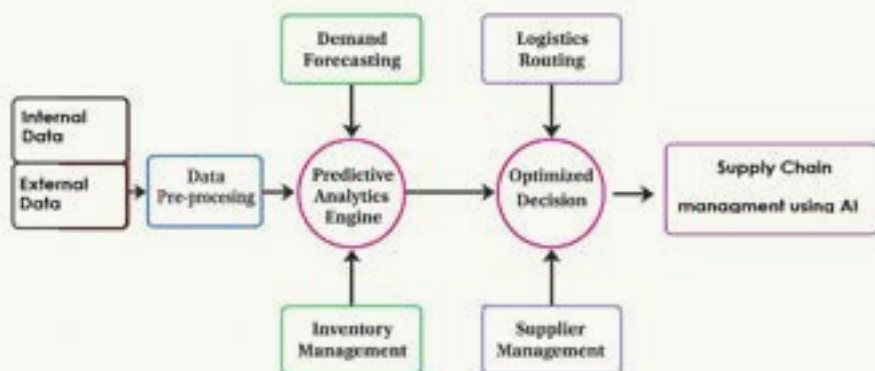 Demand
Forecasting
Logistics
Routing
Internal
Data
External
Data
Data
Pre-procesing
Predictive
Analytics
Engine
Optimized
Decision
Supply Chain
managment using AI
Inventory
Management
Supplier
Management